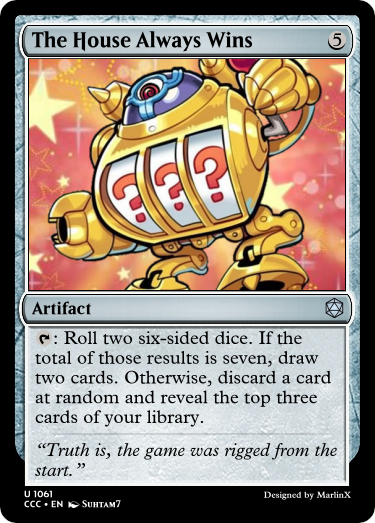 The House Always Wins 5
? ? ?
Artifact
: Roll two six-sided dice. If the
total of those results is seven, draw
two cards. Otherwise, discard a card
at random and reveal the top three
cards of your library.
“Truth is, the game was rigged from the
start.”
U 1061
CCC • EN SUHTAM7 Designed by MarlinX